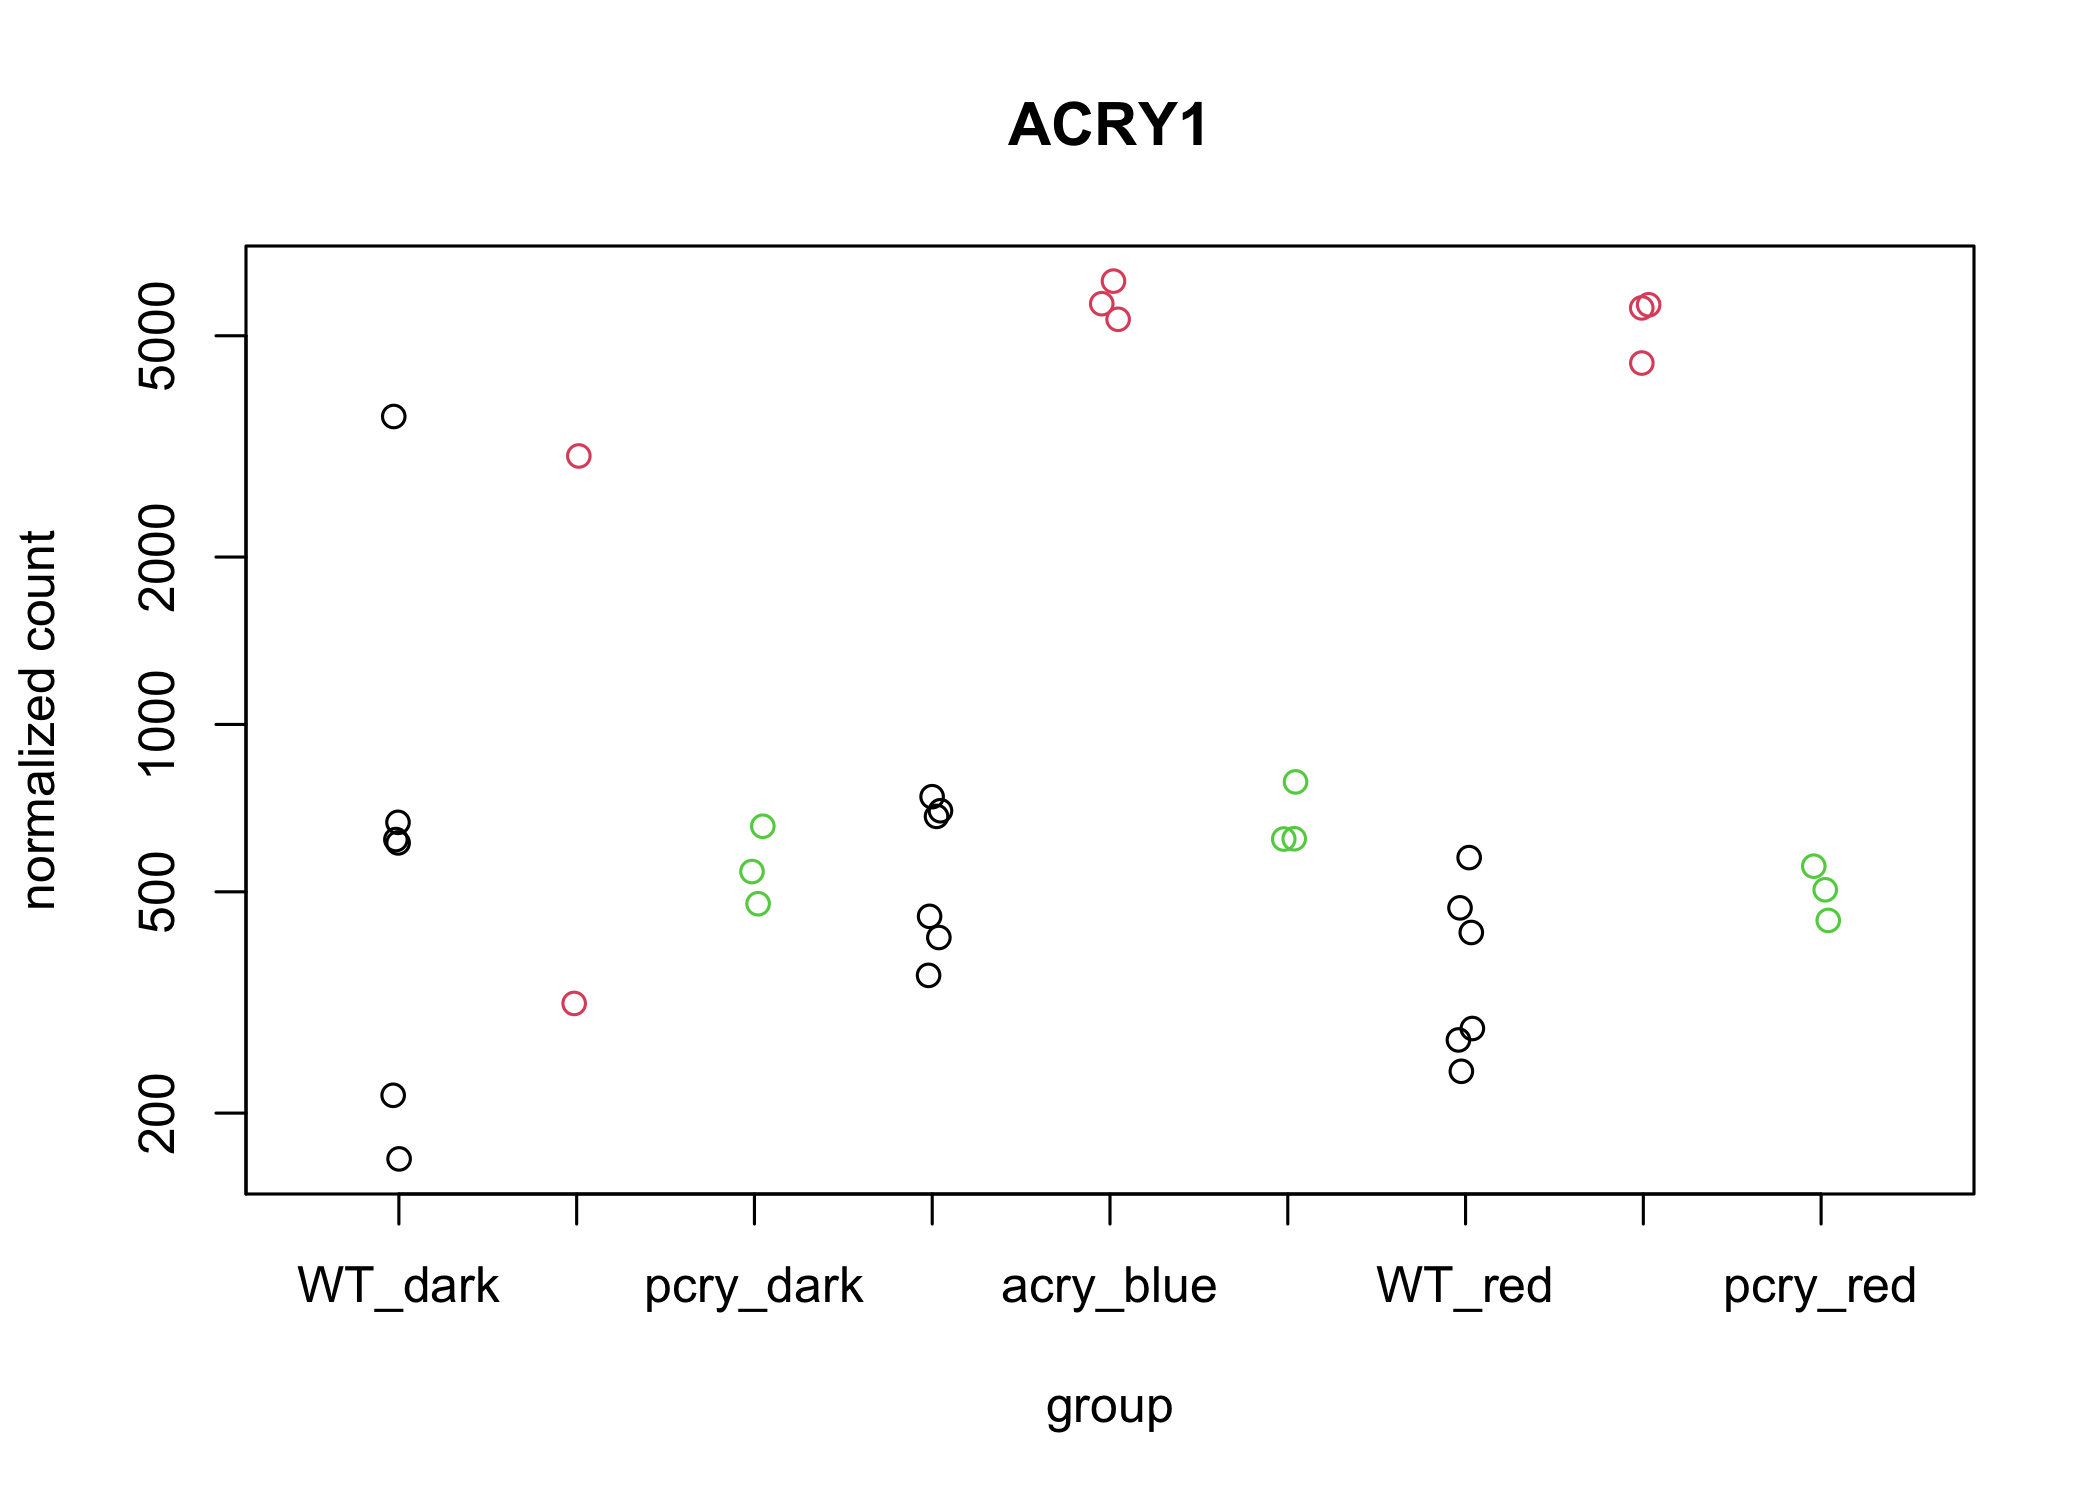 ACRY1
normalized count
5000
2000
1000
500
200
WT_dark pcry_dark acry_blue WT_red pcry_red
group